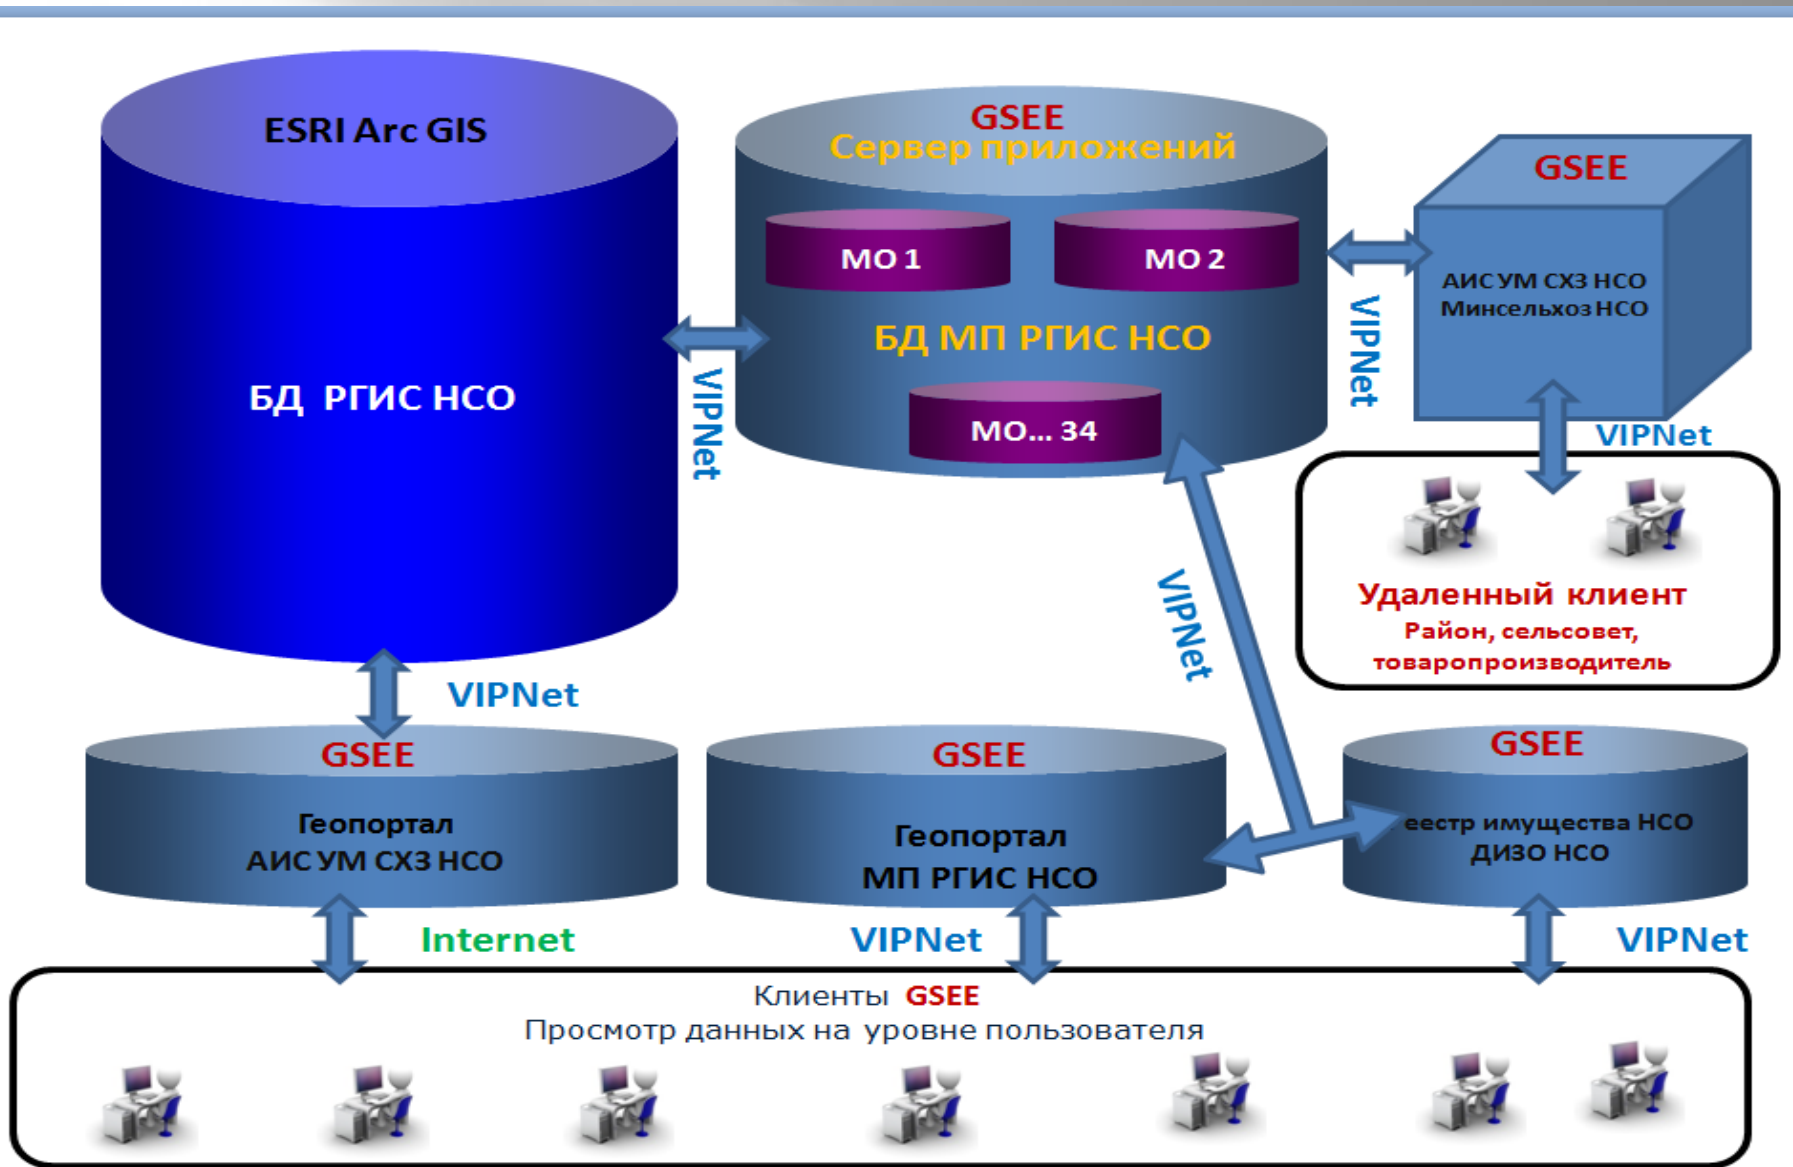 ESRI Arc GIS
БД РГИС НСО
GSEE
Сервер приложений
МО 1
МО 2
БД МП РГИС НСО
МО... 34
GSEE
АИС УМ СХЗ НСО
Минсельхоз НСО
VIPNet
VIPNet
VIPNet
VIPNet
Удаленный клиент
Район, сельсовет,
товаропроизводитель
VIPNet
GSEE
Геопортал
АИС УМ СХЗ НСО
GSEE
Геопортал
МП РГИС НСО
GSEE
еестр имущества НСО
ДИЗО НСО
Internet
VIPNet
VIPNet
Клиенты GSEE
Просмотр данных на уровне пользователя